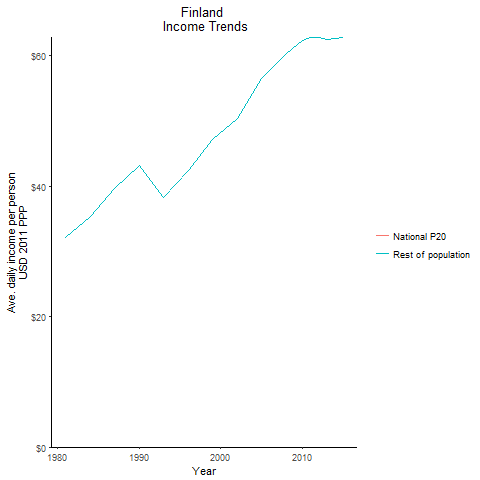 Finland
Income Trends
Ave. daily income per person
USD 2011 PPP
$60
$40
$20
$0
1980
1990
2000
2010
Year
National P20
Rest of population